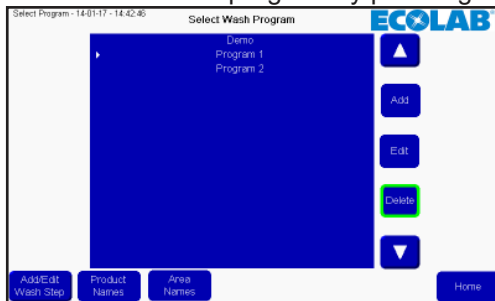 Select Program - 14-01-17 - 14:42:46
Select Wash Program
ECOLAB
Demo
Program 1
Program 2
Add
Edit
Delete
Add/Edit
Wash Step
Product
Names
Area
Names
Home